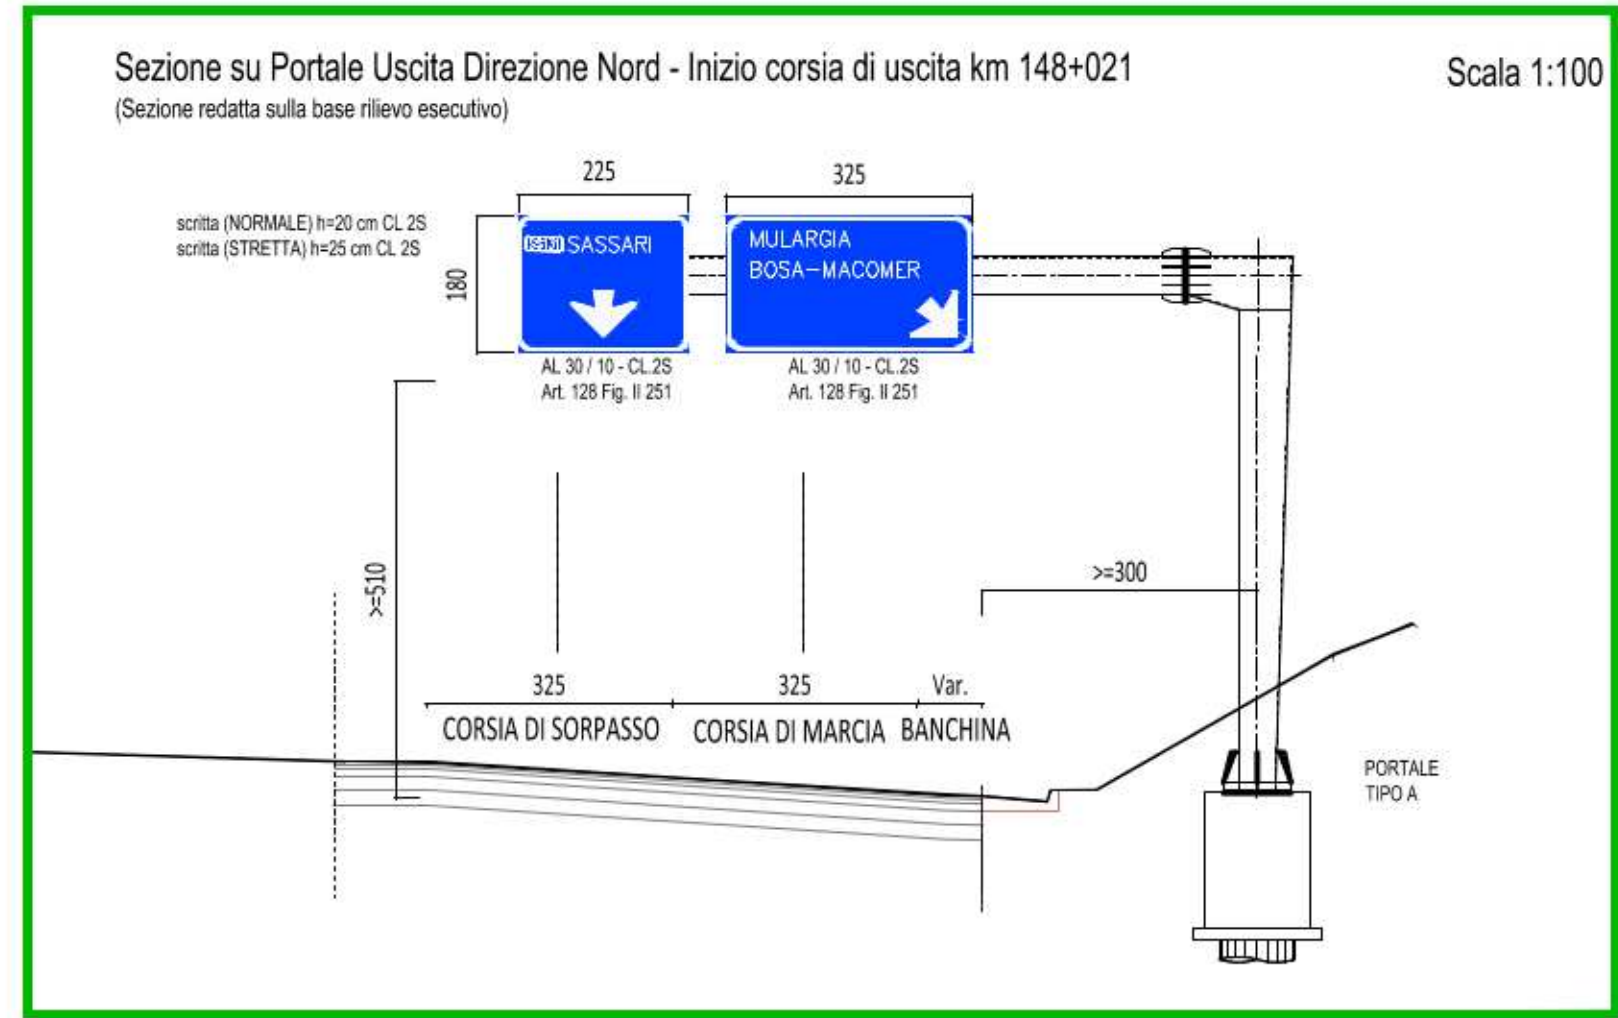 Sezione su Portale Uscita Direzione Nord - Inizio corsia di uscita km 148+021
Scala 1:100
(Sezione redatta sulla base rilievo esecutivo)
225
325
scritta (NORMALE) h=20 cm CL 2S
scritta (STRETTA) h=25 cm CL 2S
180
SASSARI
MULARGIA
BOSA-MACOMER
AL 30 / 10 - CL.2S
Art. 128 Fig. II 251
AL 30 / 10 - CL.2S
Art. 128 Fig. II 251
>=510
>=300
325
325
Var.
CORSIA DI SORPASSO
CORSIA DI MARCIA
BANCHINA
PORTALE
TIPO A